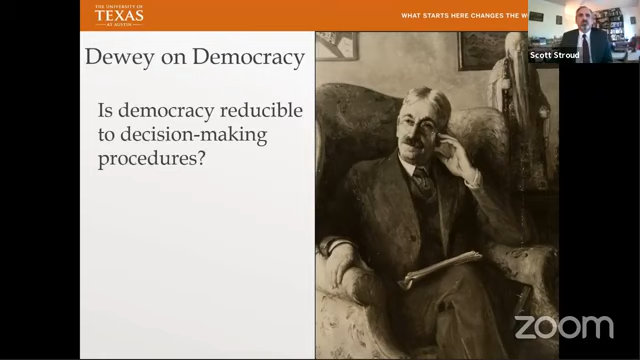 THE UNIVERSITY OF
TEXAS
AT AUSTIN
WHAT STARTS HERE CHANGES THE W
Scott Stroud
Dewey on Democracy
Is democracy reducible
to decision-making
procedures?
zoom